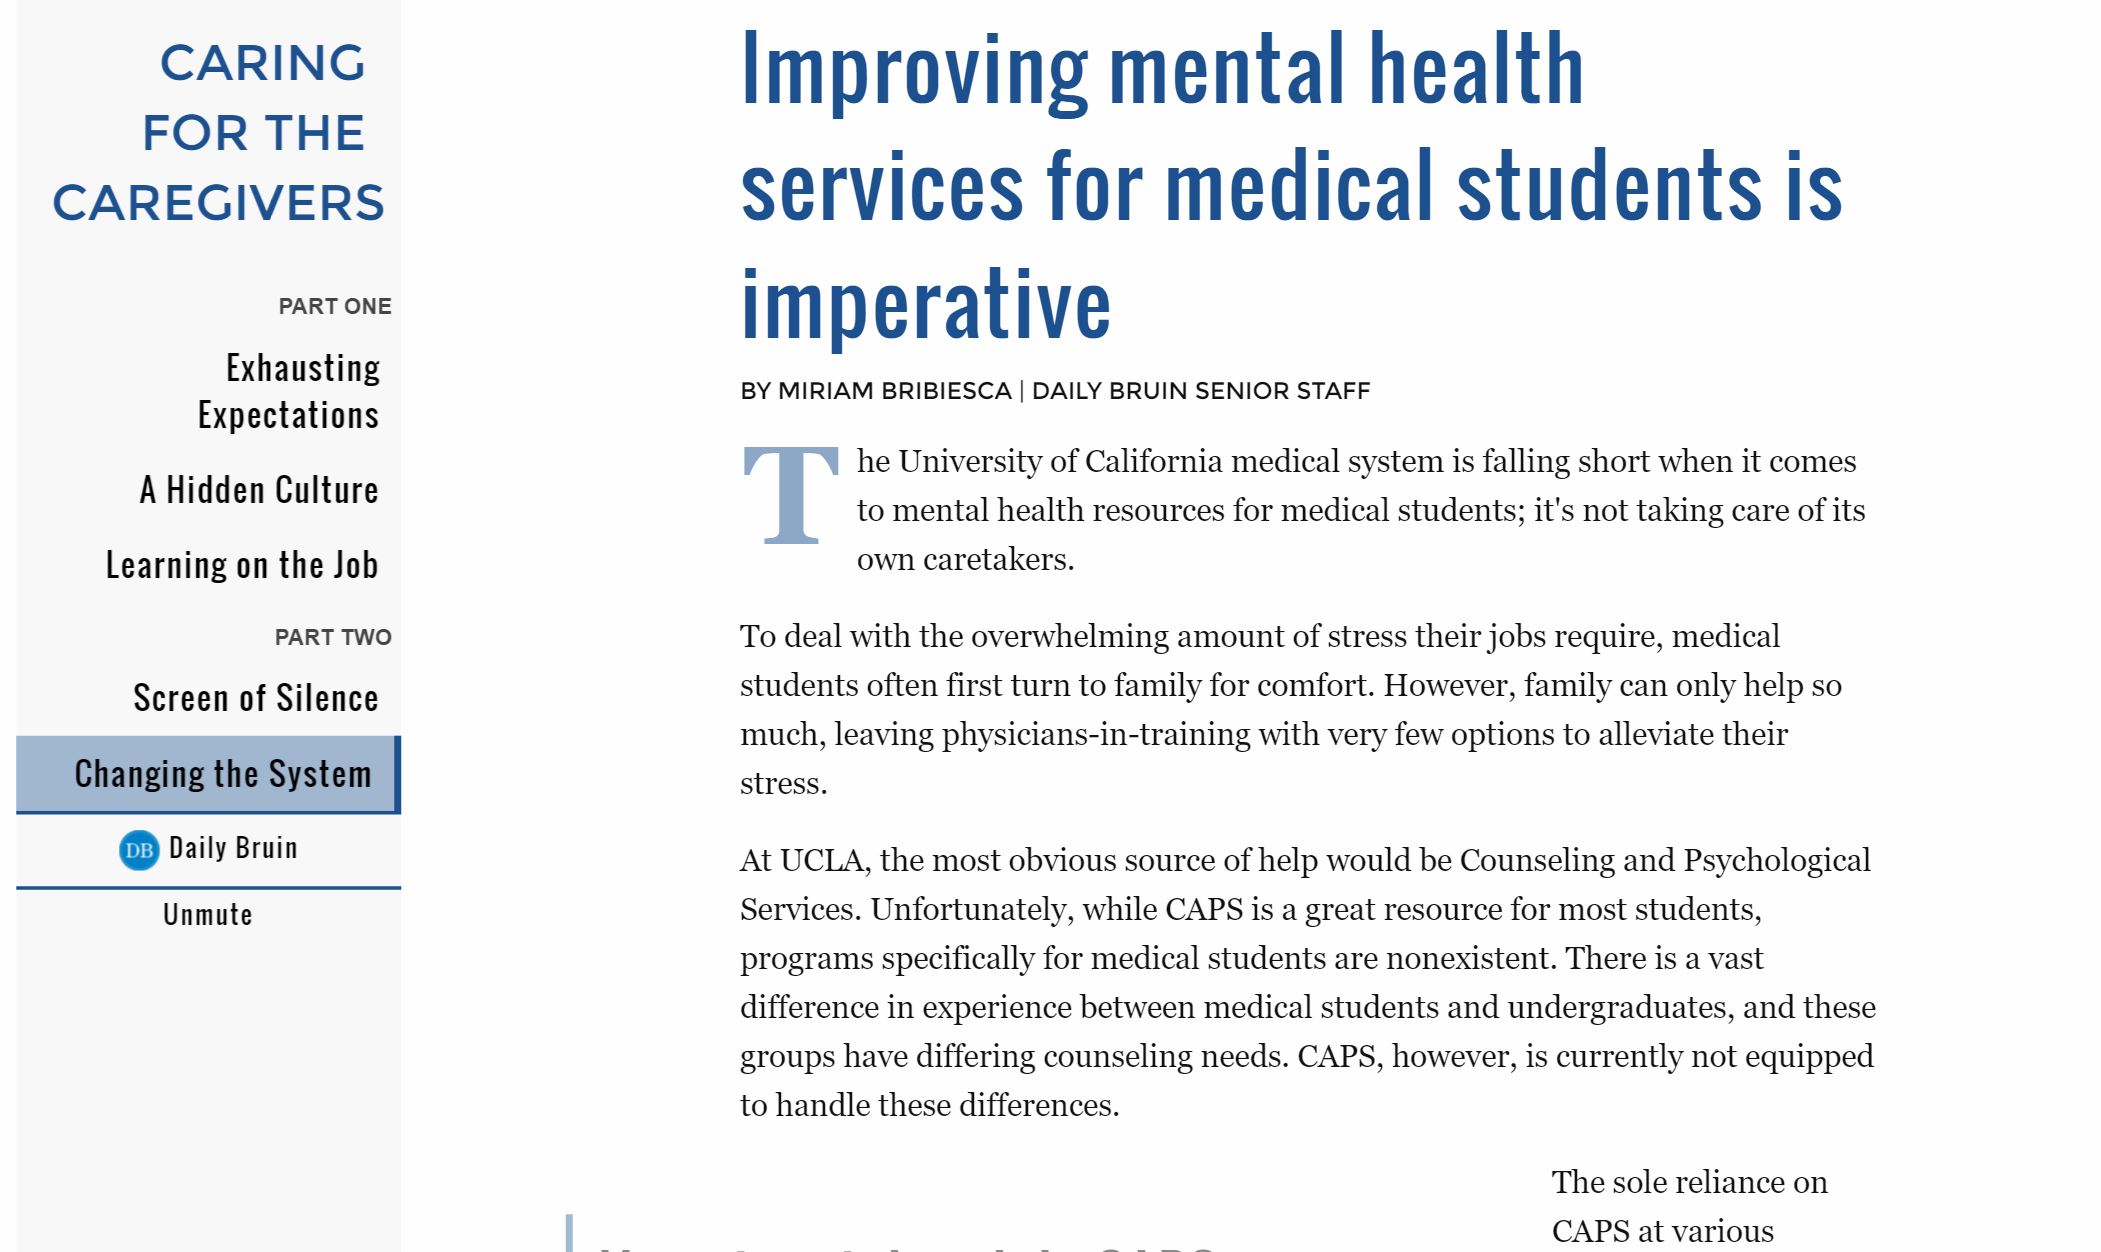 CARING
FOR THE
CAREGIVERS
PART ONE
Exhausting
Expectations
A Hidden Culture
Learning on the Job
PART TWO
Screen of Silence
Changing the System
DB Daily Bruin
Unmute
Improving mental health
services for medical students is
imperative
BY MIRIAM BRIBIESCA | DAILY BRUIN SENIOR STAFF
The University of California medical system is falling short when it comes
to mental health resources for medical students; it's not taking care of its
own caretakers.
To deal with the overwhelming amount of stress their jobs require, medical
students often first turn to family for comfort. However, family can only help so
much, leaving physicians-in-training with very few options to alleviate their
stress.
At UCLA, the most obvious source of help would be Counseling and Psychological
Services. Unfortunately, while CAPS is a great resource for most students,
programs specifically for medical students are nonexistent. There is a vast
difference in experience between medical students and undergraduates, and these
groups have differing counseling needs. CAPS, however, is currently not equipped
to handle these differences.
The sole reliance on
CAPS at various